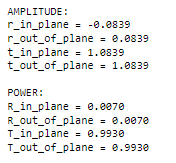 AMPLITUDE:
r_in_plane = -0.0839
r_out_of_plane = 0.0839
t_in_plane = 1.0839
t_out_of_plane = 1.0839

POWER:
R_in_plane = 0.0070
R_out_of_plane = 0.0070
T_in_plane = 0.9930
T_out_of_plane = 0.9930